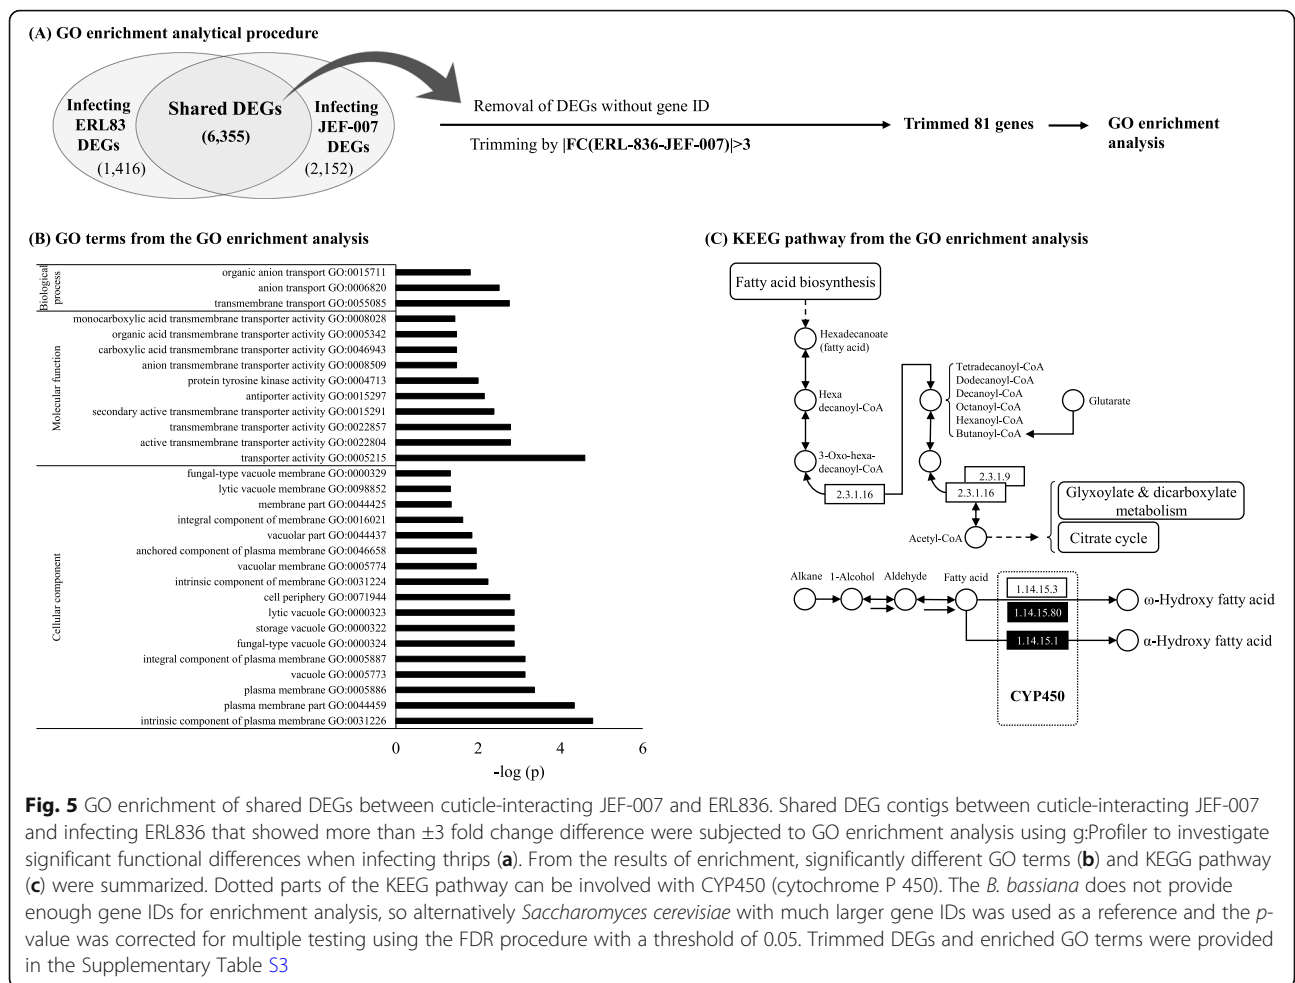 (A) GO enrichment analytical procedure
Infecting
ERL83
DEGs
(1,416)
Shared DEGs
(6,355)
Infecting
JEF-007
DEGs
(2,152)
Removal of DEGs without gene ID
Trimming by |FC(ERL-836-JEF-007)|>3
Trimmed 81 genes
GO enrichment
analysis
(B) GO terms from the GO enrichment analysis
Biological
process
organic anion transport GO:0015711
anion transport GO:0006820
transmembrane transport GO:0055085
Molecular function
monocarboxylic acid transmembrane transporter activity GO:0008028
organic acid transmembrane transporter activity GO:0005342
carboxylic acid transmembrane transporter activity GO:0046943
anion transmembrane transporter activity GO:0008509
protein tyrosine kinase activity GO:0004713
antiporter activity GO:0015297
secondary active transmembrane transporter activity GO:0015291
transmembrane transporter activity GO:0022857
active transmembrane transporter activity GO:0022804
transporter activity GO:0005215
Cellular component
fungal-type vacuole membrane GO:0000329
lytic vacuole membrane GO:0098852
membrane part GO:0044425
integral component of membrane GO:0016021
vacuolar part GO:0044437
anchored component of plasma membrane GO:0046658
vacuolar membrane GO:0005774
intrinsic component of membrane GO:0031224
cell periphery GO:0071944
lytic vacuole GO:0000323
storage vacuole GO:0000322
fungal-type vacuole GO:0000324
integral component of plasma membrane GO:0005887
vacuole GO:0005773
plasma membrane GO:0005886
plasma membrane part GO:0044459
intrinsic component of plasma membrane GO:0031226
0 2 4 6
-log (p)
(C) KEEG pathway from the GO enrichment analysis
Fatty acid biosynthesis
Hexadecanoate
(fatty acid)
Hexa
decanoyl-CoA
3-Oxo-hexa-
decanoyl-CoA
2.3.1.16
Tetradecanoyl-CoA
Dodecanoyl-CoA
Decanoyl-CoA
Octanoyl-CoA
Hexanoyl-CoA
Butanoyl-CoA
Glutarate
2.3.1.9
2.3.1.16
Acetyl-CoA
Glyxoylate & dicarboxylate
metabolism
Citrate cycle
Alkane 1-Alcohol Aldehyde Fatty acid
1.14.15.3
1.14.15.80
1.14.15.1
CYP450
ω-Hydroxy fatty acid
α-Hydroxy fatty acid
Fig. 5 GO enrichment of shared DEGs between cuticle-interacting JEF-007 and ERL836. Shared DEG contigs between cuticle-interacting JEF-007
and infecting ERL836 that showed more than ±3 fold change difference were subjected to GO enrichment analysis using g:Profiler to investigate
significant functional differences when infecting thrips (a). From the results of enrichment, significantly different GO terms (b) and KEGG pathway
(c) were summarized. Dotted parts of the KEEG pathway can be involved with CYP450 (cytochrome P 450). The B. bassiana does not provide
enough gene IDs for enrichment analysis, so alternatively Saccharomyces cerevisiae with much larger gene IDs was used as a reference and the p-
value was corrected for multiple testing using the FDR procedure with a threshold of 0.05. Trimmed DEGs and enriched GO terms were provided
in the Supplementary Table S3